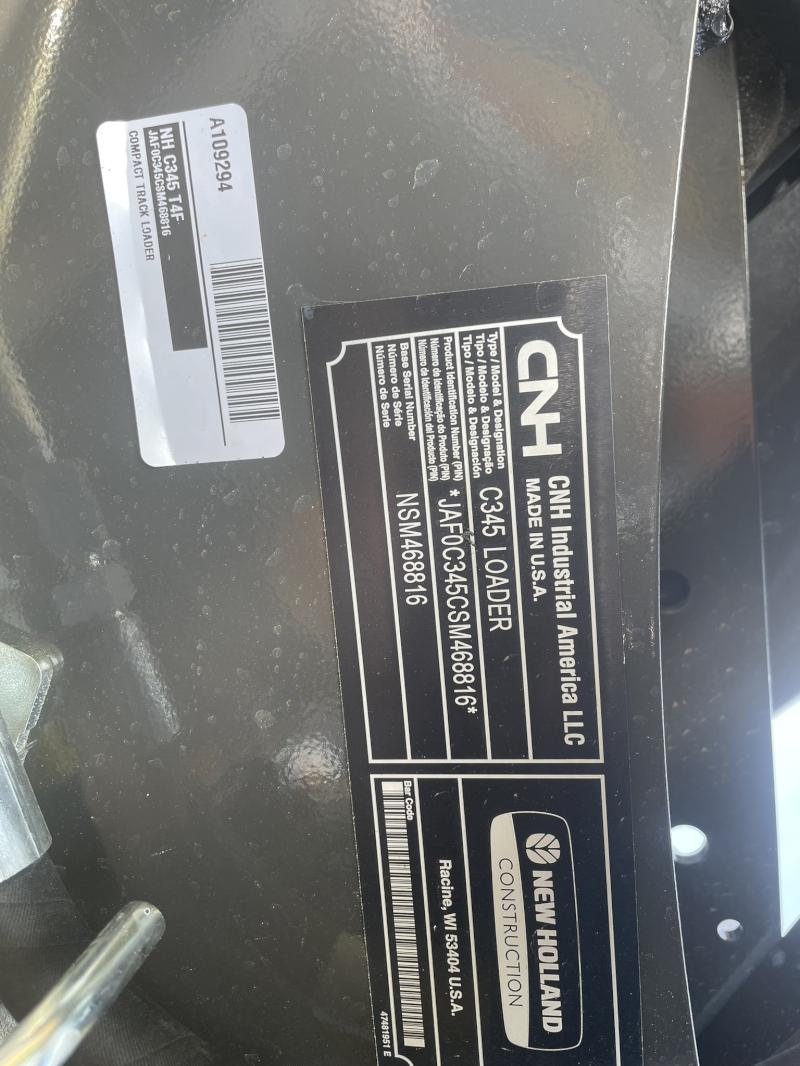 A109294
NH C345 T4F
JAF0C345CSM468816
COMPACT TRACK LOADER
CNH
CNH Industrial America LLC
MADE IN U.S.A.
Type / Model & Designation
Tipo / Modelo & Designação
Tipo / Modelo & Designación
C345 LOADER
Product Identification Number (PIN)
Número de Identificação do Produto (PIN)
Número de Identificación del Producto (PIN)
*JAF0C345CSM468816*
Base Serial Number
Número de Série
Número de Serie
NSM468816
NEW HOLLAND
CONSTRUCTION
Racine, WI 53404 U.S.A.
Bar Code
47481951 E